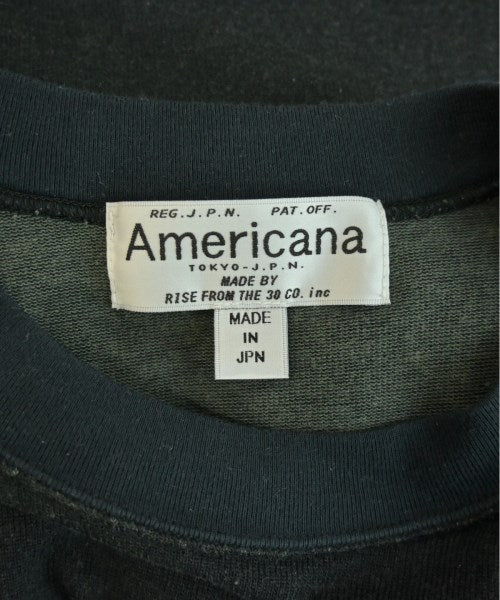 REG.J.P.N. PAT.OFF.
Americana
TOKYO-J.P.N.
MADE BY
RISE FROM THE 30 CO. inc
MADE
IN
JPN